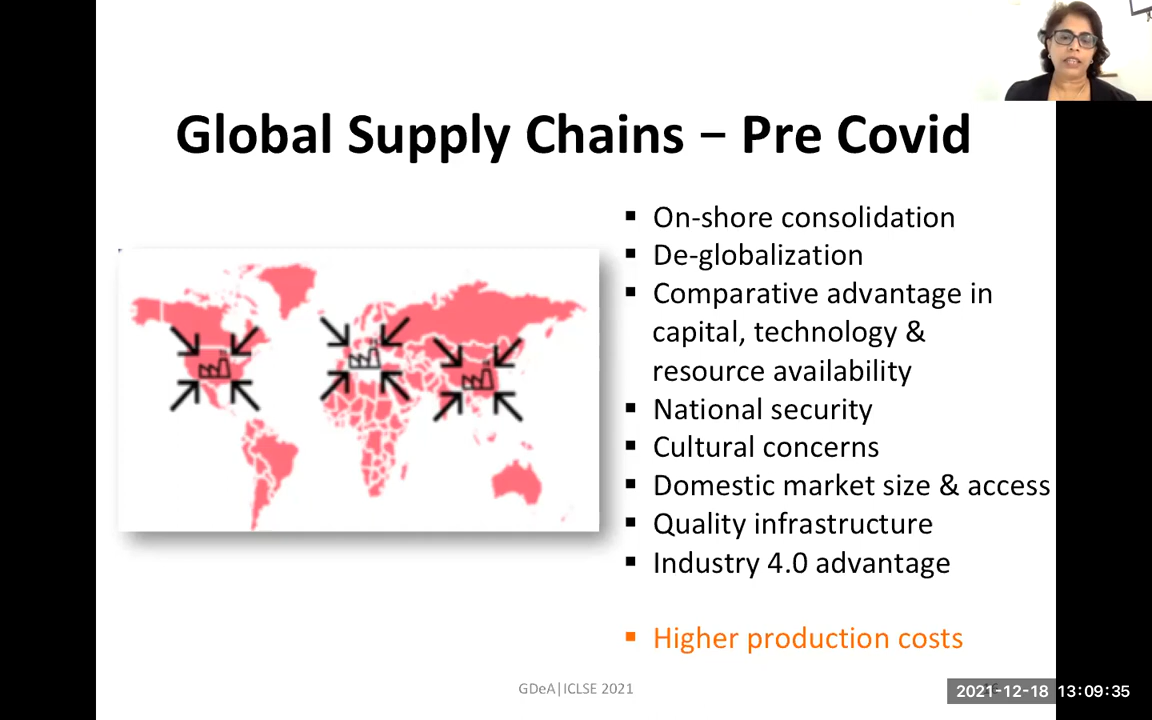 Global Supply Chains – Pre Covid
▪ On-shore consolidation
▪ De-globalization
▪ Comparative advantage in
capital, technology &
resource availability
▪ National security
▪ Cultural concerns
▪ Domestic market size & access
▪ Quality infrastructure
▪ Industry 4.0 advantage
▪ Higher production costs
GDeA|ICLSE 2021
2021-12-18 13:09:35